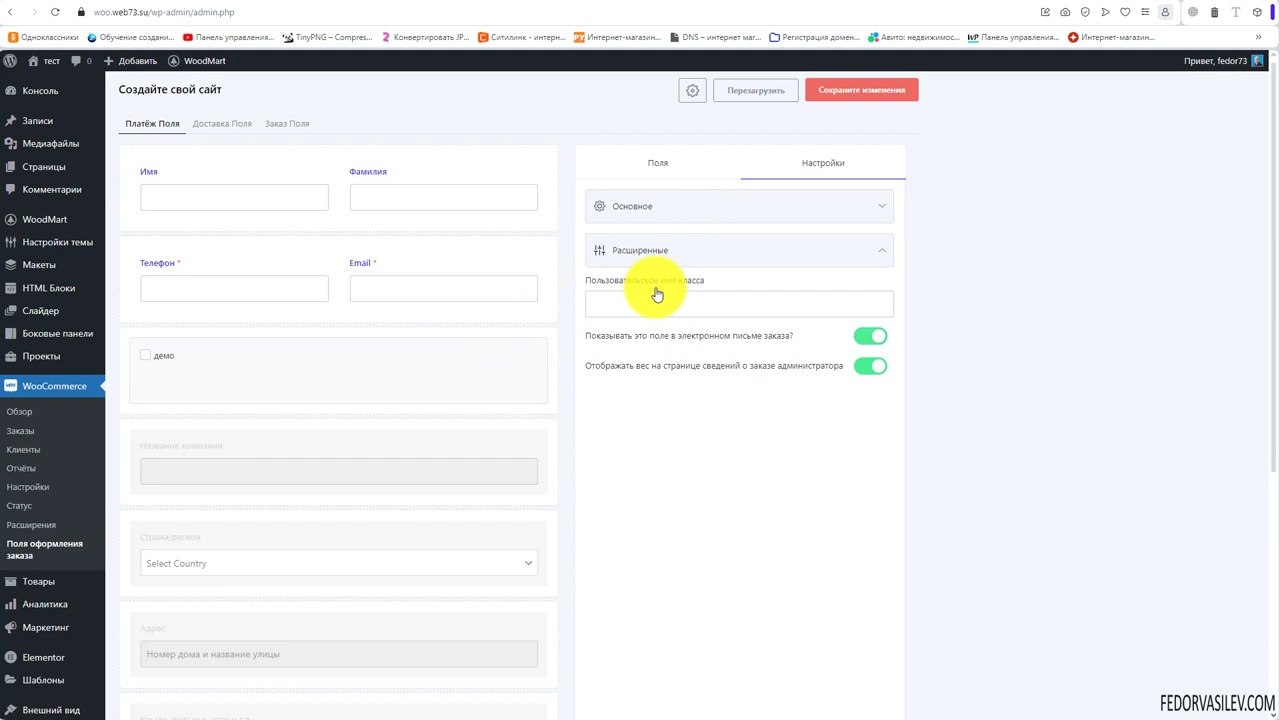 woo.web73.su/wp-admin/admin.php
Одноклассники
Обучение создани...
Панель управления...
TinyPNG – Compres...
Конвертировать JP...
Ситилинк – интерн...
Интернет-магазин...
DNS – интернет маг...
Регистрация домен...
Авито: недвижимос...
Панель управления...
Интернет-магазин...
тест
0
Добавить
WoodMart
Привет, fedor73
Консоль
Записи
Медиафайлы
Страницы
Комментарии
WoodMart
Настройки темы
Макеты
HTML Блоки
Слайдер
Боковые панели
Проекты
WooCommerce
Обзор
Заказы
Клиенты
Отчёты
Настройки
Статус
Расширения
Поля оформления
заказа
Товары
Аналитика
Маркетинг
Elementor
Шаблоны
Внешний вид
Создайте свой сайт
Перезагрузить
Сохраните изменения
Платёж Поля
Доставка Поля
Заказ Поля
Имя
Фамилия
Телефон *
Email *
демо
Название компании
Страна/регион
Select Country
Адрес
Номер дома и название улицы
Поля
Настройки
Основное
Расширенные
Пользовательское имя класса
Показывать это поле в электронном письме заказа?
Отображать вес на странице сведений о заказе администратора
FEDORVASILEV.COM